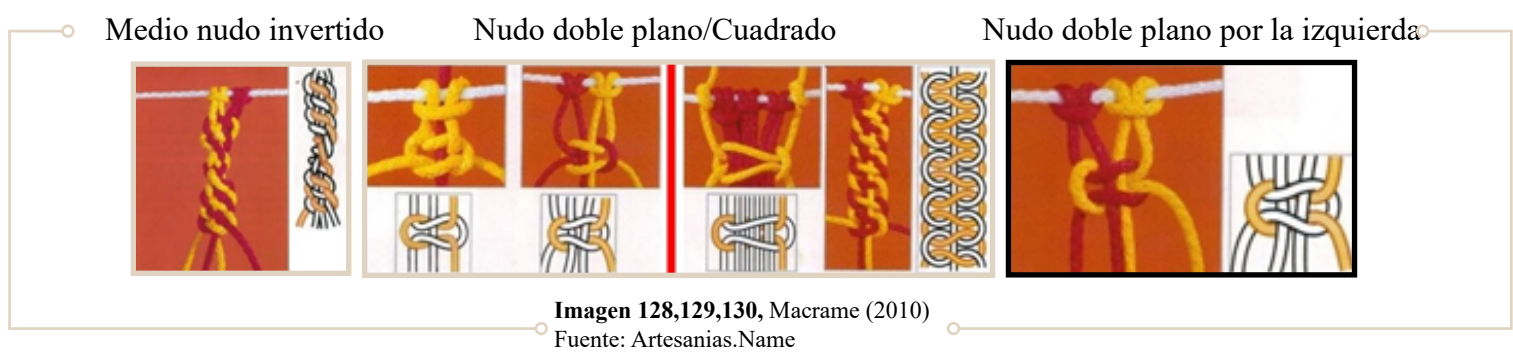 Medio nudo invertido
Nudo doble plano/Cuadrado
Nudo doble plano por la izquierda
Imagen 128,129,130, Macrame (2010)
Fuente: Artesanias.Name